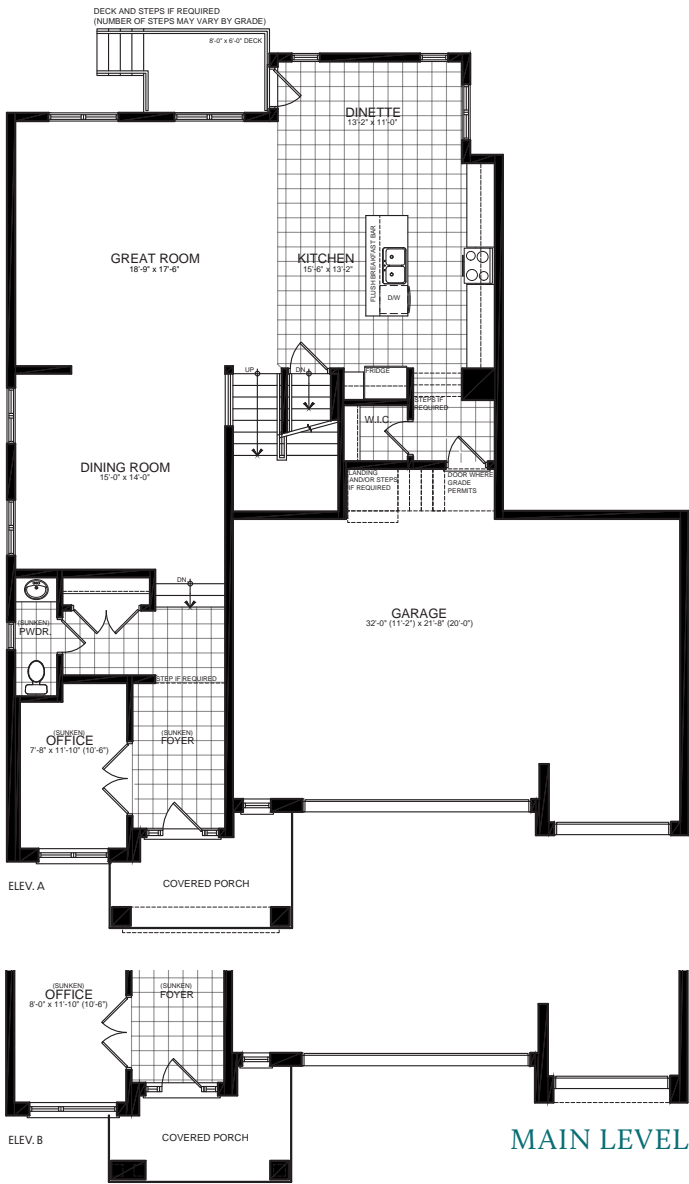 DECK AND STEPS IF REQUIRED
(NUMBER OF STEPS MAY VARY BY GRADE)
8'-0" x 6'-0" DECK
DINETTE
13'-2" x 11'-0"
GREAT ROOM
18'-9" x 17'-6"
KITCHEN
15'-6" x 13'-2"
FLUSH BREAKFAST BAR
D/W
UP
DN
FRIDGE
STEPS IF
REQUIRED
W.I.C.
DINING ROOM
15'-0" x 14'-0"
LANDING
AND/OR STEPS
IF REQUIRED
DOOR WHERE
GRADE
PERMITS
DN
(SUNKEN)
PWDR.
GARAGE
32'-0" (11'-2") x 21'-8" (20'-0")
STEP IF REQUIRED
(SUNKEN)
OFFICE
7'-8" x 11'-10" (10'-6")
(SUNKEN)
FOYER
ELEV. A
COVERED PORCH
(SUNKEN)
OFFICE
8'-0" x 11'-10" (10'-6")
(SUNKEN)
FOYER
ELEV. B
COVERED PORCH
MAIN LEVEL